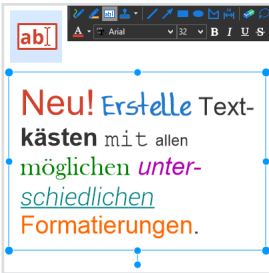 ab
Arial 32 B I U S
Neu! Erstelle Text-
kästen mit allen
möglichen unter-
schiedlichen
Formatierungen.